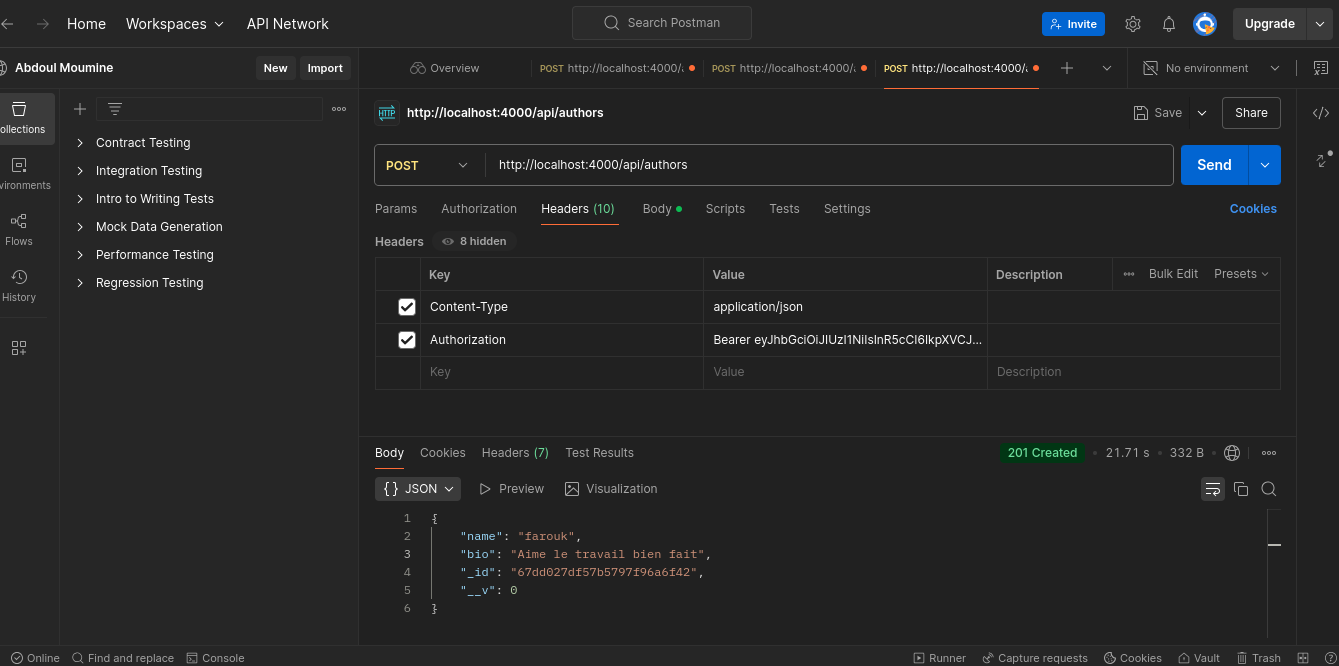 Home Workspaces API Network Search Postman Invite Upgrade
Abdoul Moumine New Import Overview POST http://localhost:4000/ POST http://localhost:4000/ POST http://localhost:4000/ No environment
ollections
vironments
Flows
History
Contract Testing
Integration Testing
Intro to Writing Tests
Mock Data Generation
Performance Testing
Regression Testing
HTTP http://localhost:4000/api/authors Save Share
POST http://localhost:4000/api/authors Send
Params Authorization Headers (10) Body Scripts Tests Settings Cookies
Headers 8 hidden
Key Value Description Bulk Edit Presets
Content-Type application/json
Authorization Bearer eyJhbGciOiJIUzI1NiIsInR5cCI6IkpXVCJ...
Key Value Description
Body Cookies Headers (7) Test Results 201 Created 21.71 s 332 B
{} JSON Preview Visualization
1 {
2 "name": "farouk",
3 "bio": "Aime le travail bien fait",
4 "_id": "67dd027df57b5797f96a6f42",
5 "__v": 0
6 }
Online Find and replace Console Runner Capture requests Cookies Vault Trash